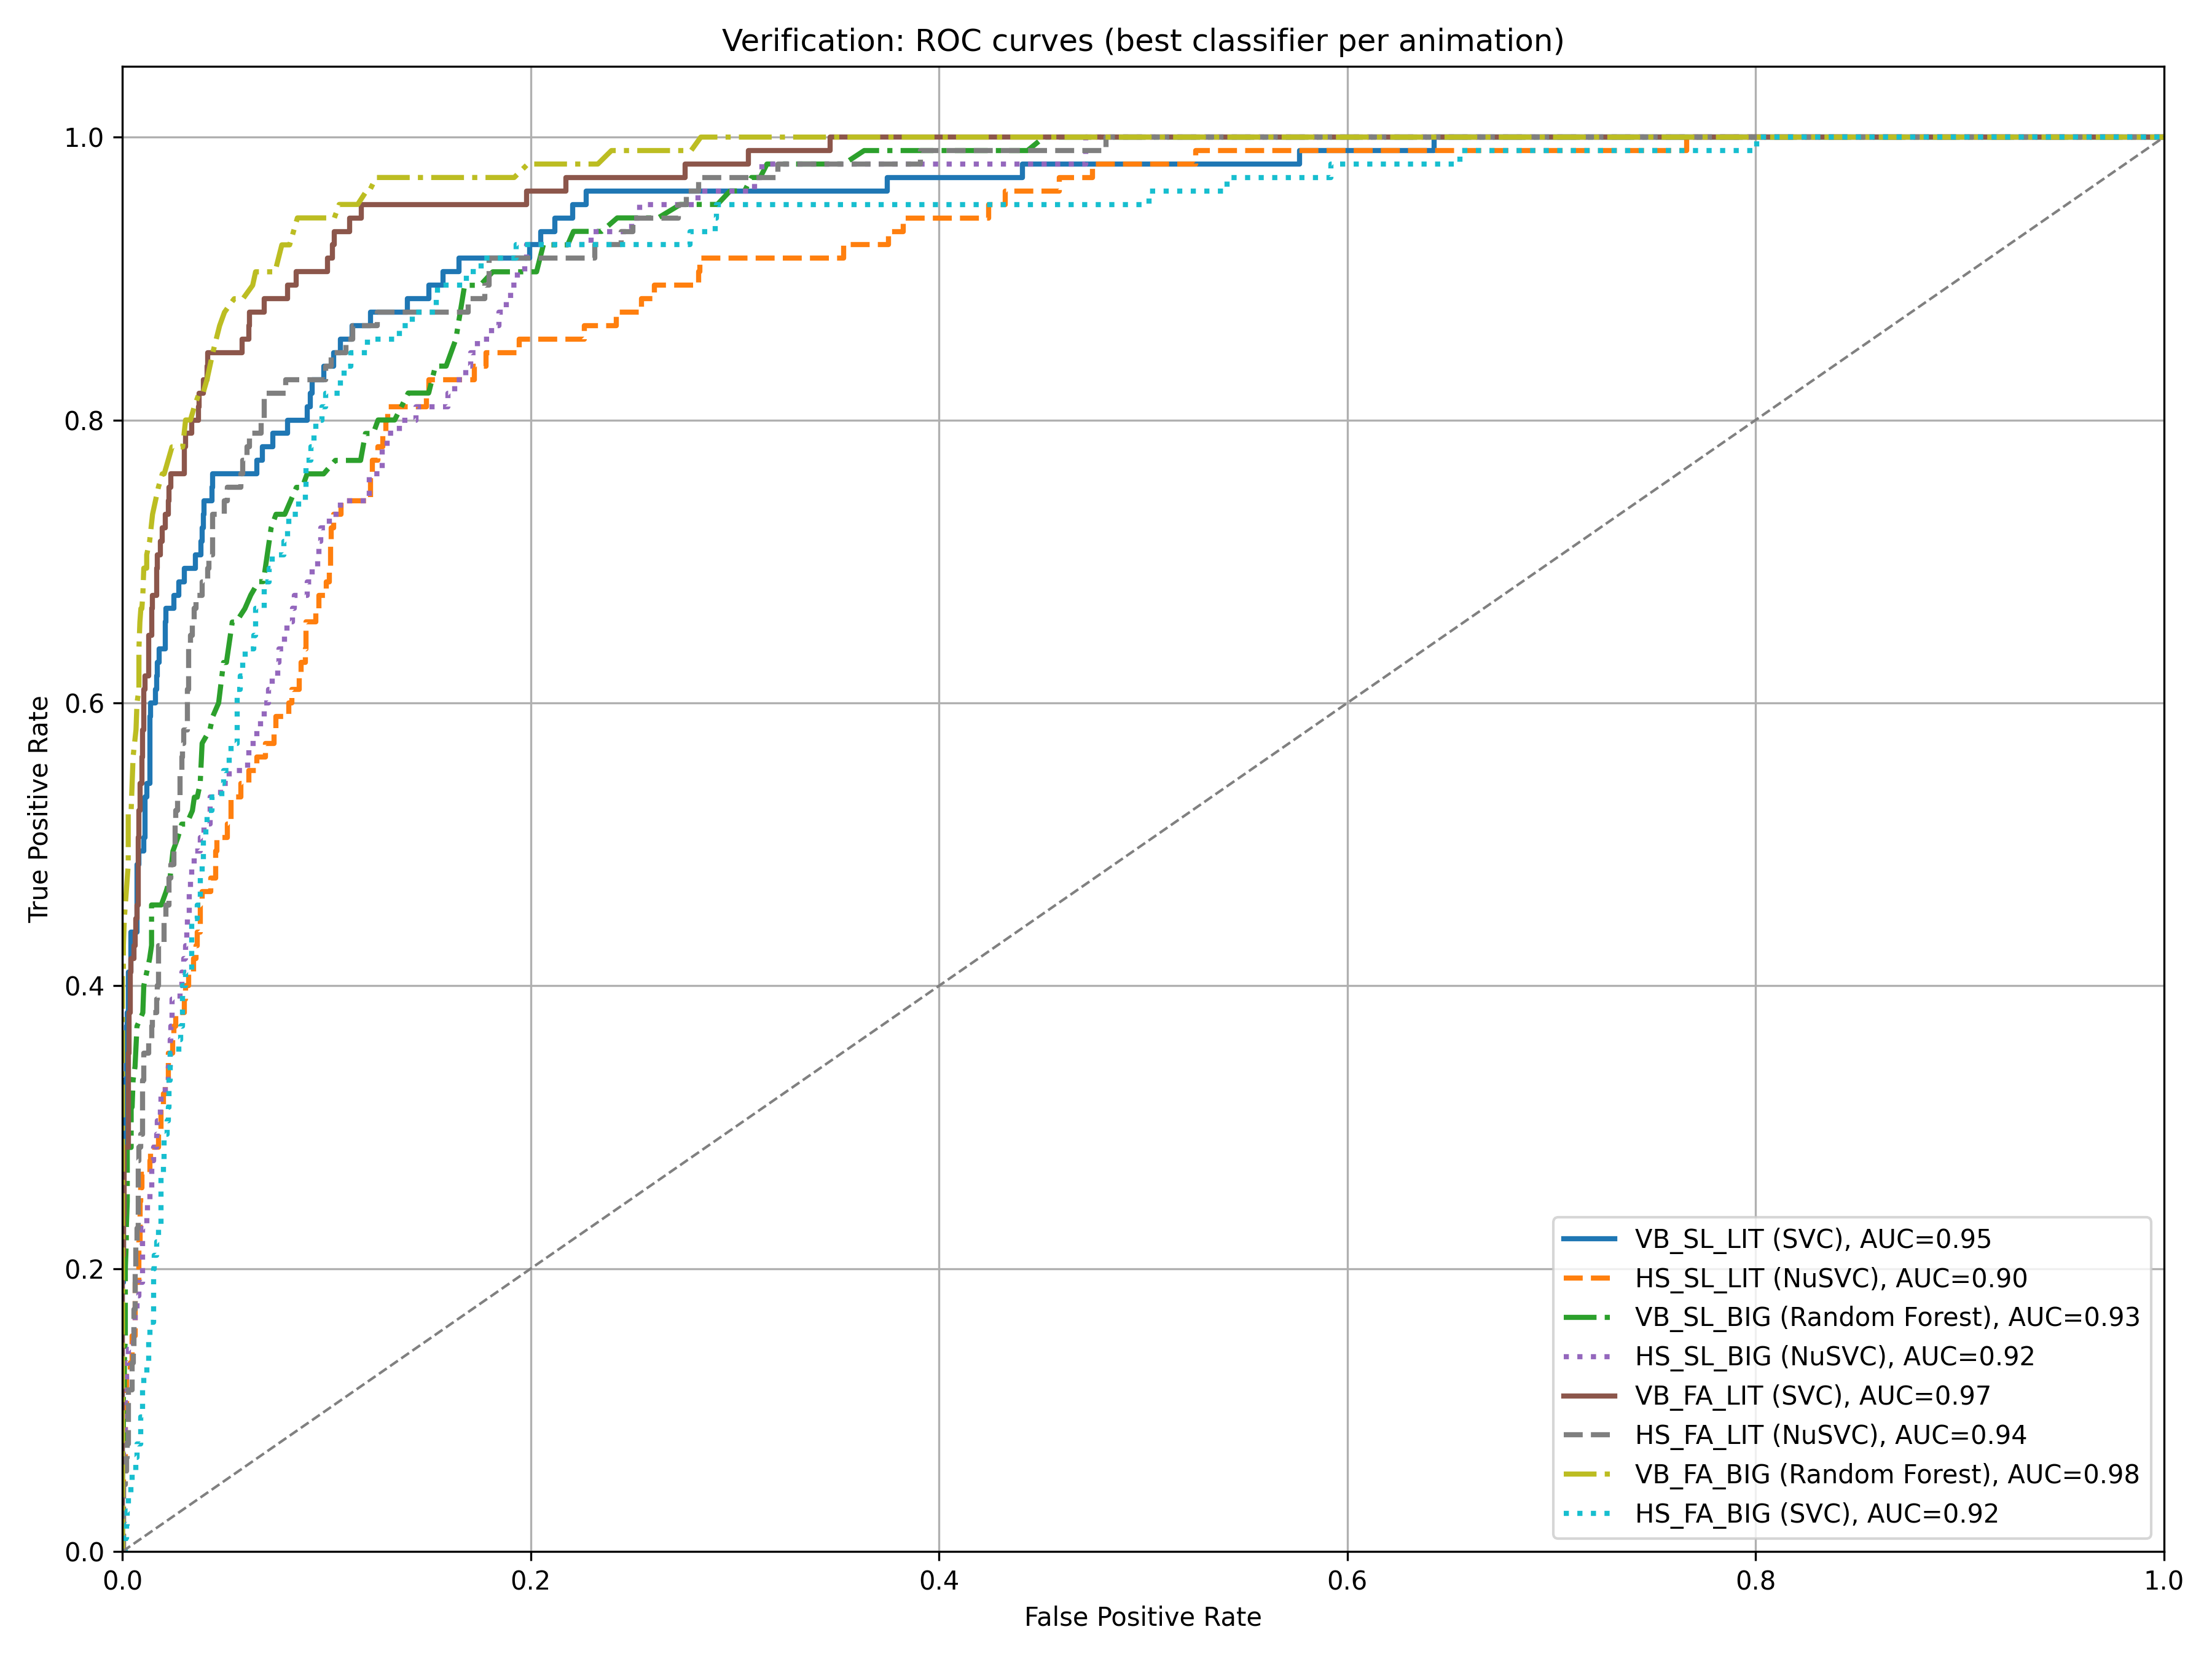 Verification: ROC curves (best classifier per animation)
1.0
0.8
0.6
0.4
0.2
0.0
True Positive Rate
0.0 0.2 0.4 0.6 0.8 1.0
False Positive Rate
VB_SL_LIT (SVC), AUC=0.95
HS_SL_LIT (NuSVC), AUC=0.90
VB_SL_BIG (Random Forest), AUC=0.93
HS_SL_BIG (NuSVC), AUC=0.92
VB_FA_LIT (SVC), AUC=0.97
HS_FA_LIT (NuSVC), AUC=0.94
VB_FA_BIG (Random Forest), AUC=0.98
HS_FA_BIG (SVC), AUC=0.92